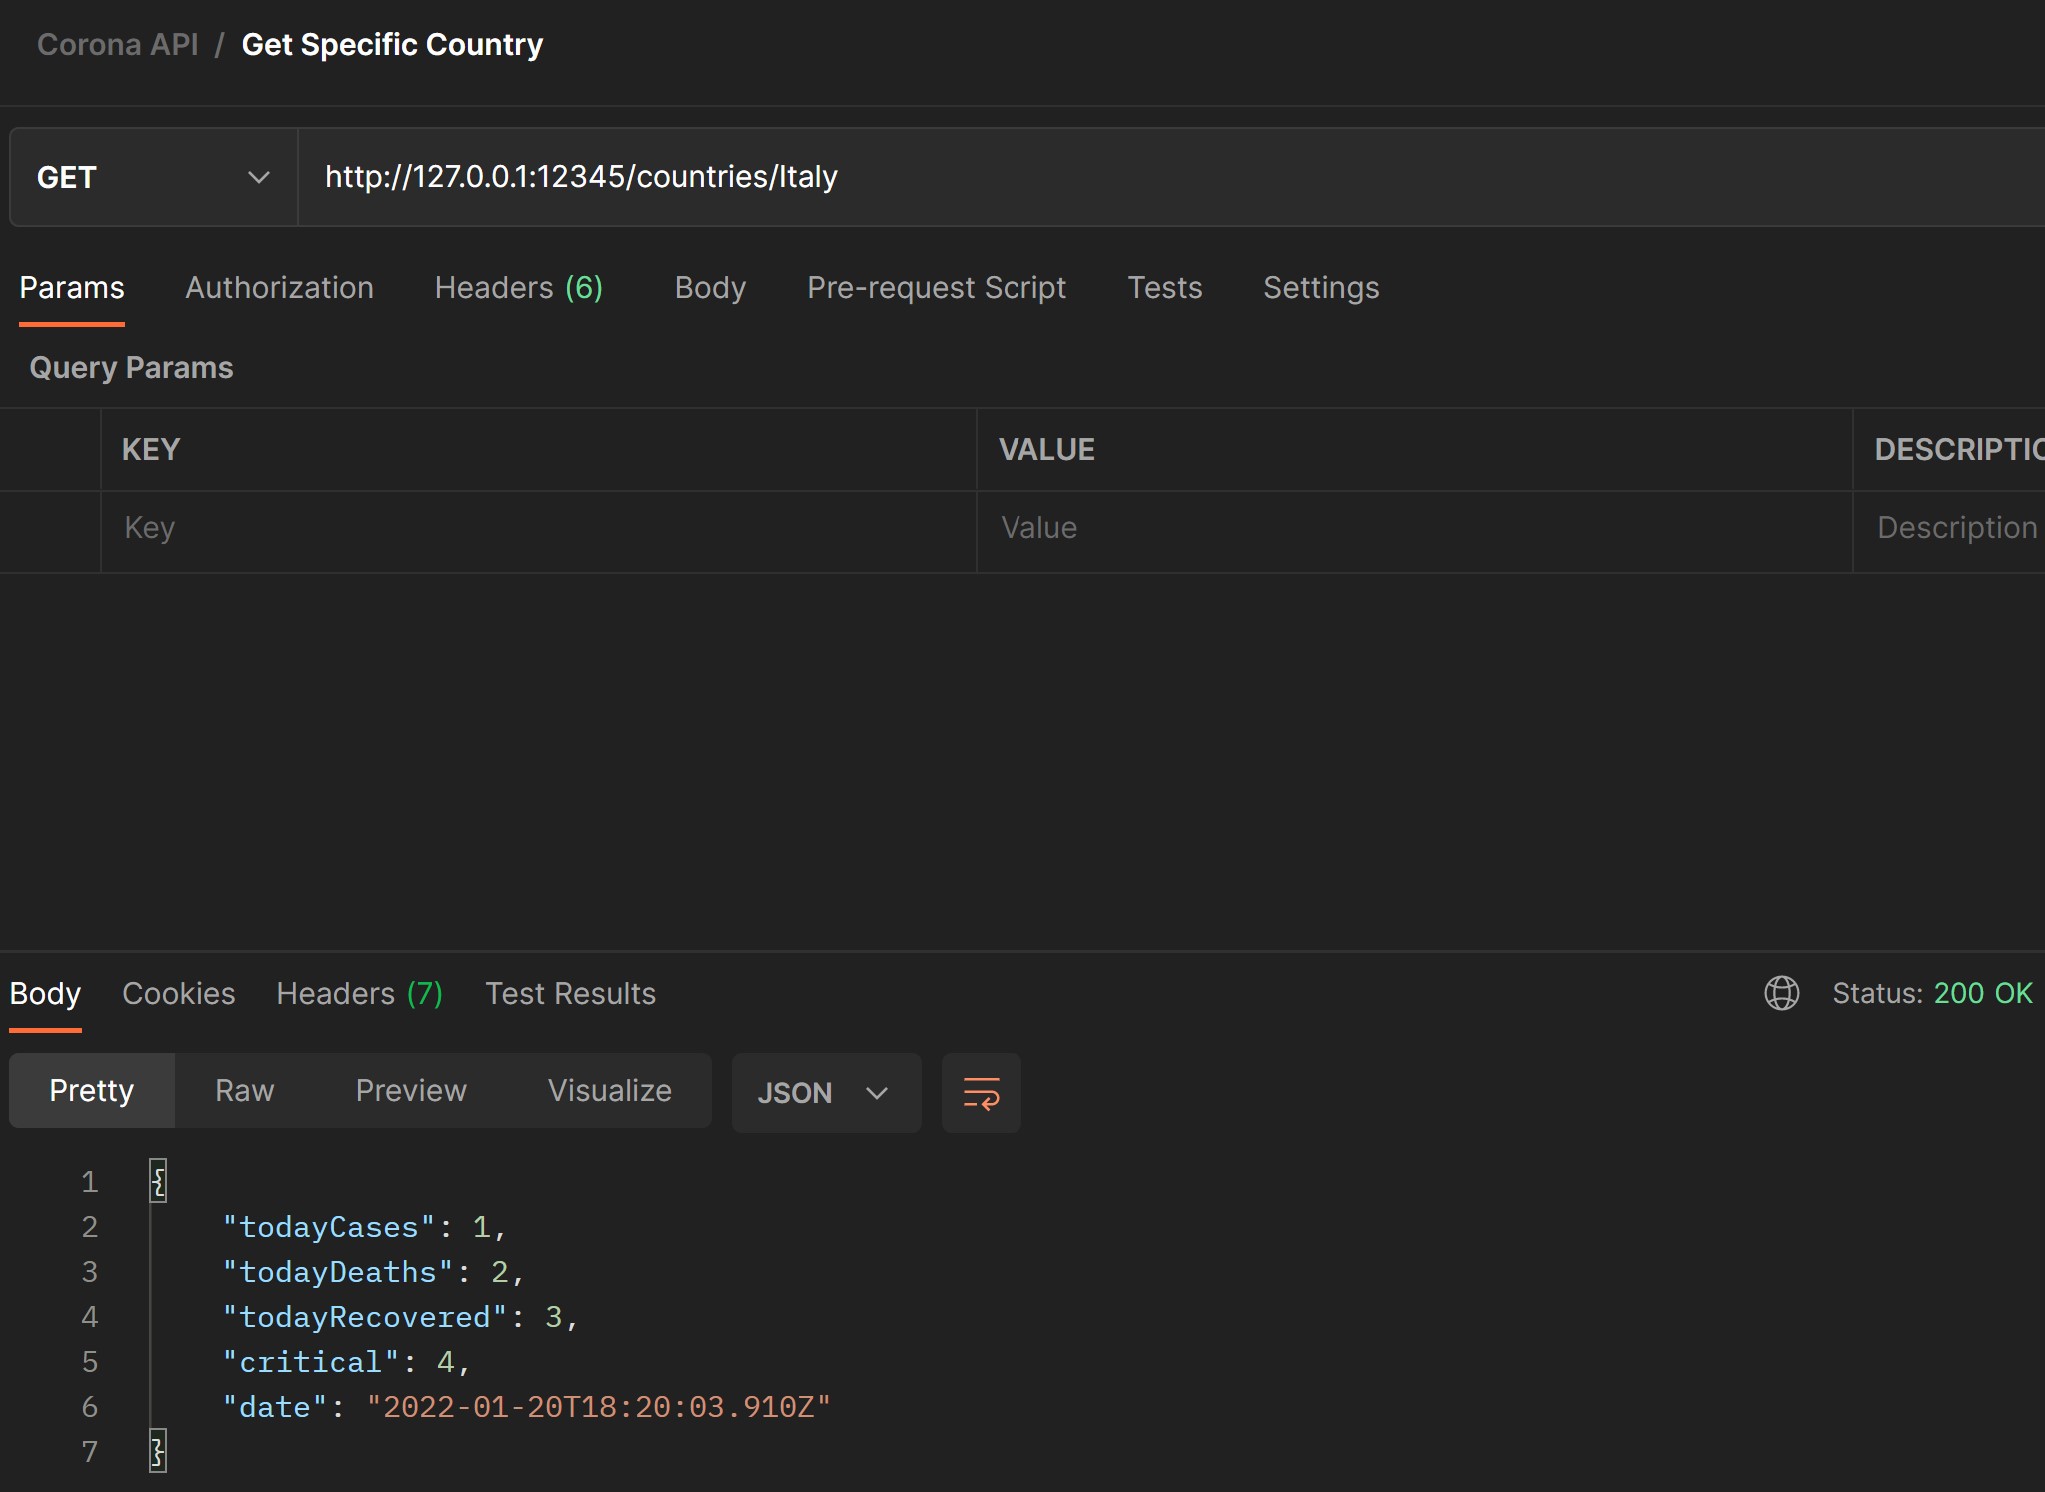 Corona API / Get Specific Country
GET http://127.0.0.1:12345/countries/Italy
Params Authorization Headers (6) Body Pre-request Script Tests Settings
Query Params
KEY VALUE DESCRIPTIO
Key Value Description
Body Cookies Headers (7) Test Results Status: 200 OK
Pretty Raw Preview Visualize JSON
1 {
2 "todayCases": 1,
3 "todayDeaths": 2,
4 "todayRecovered": 3,
5 "critical": 4,
6 "date": "2022-01-20T18:20:03.910Z"
7 }